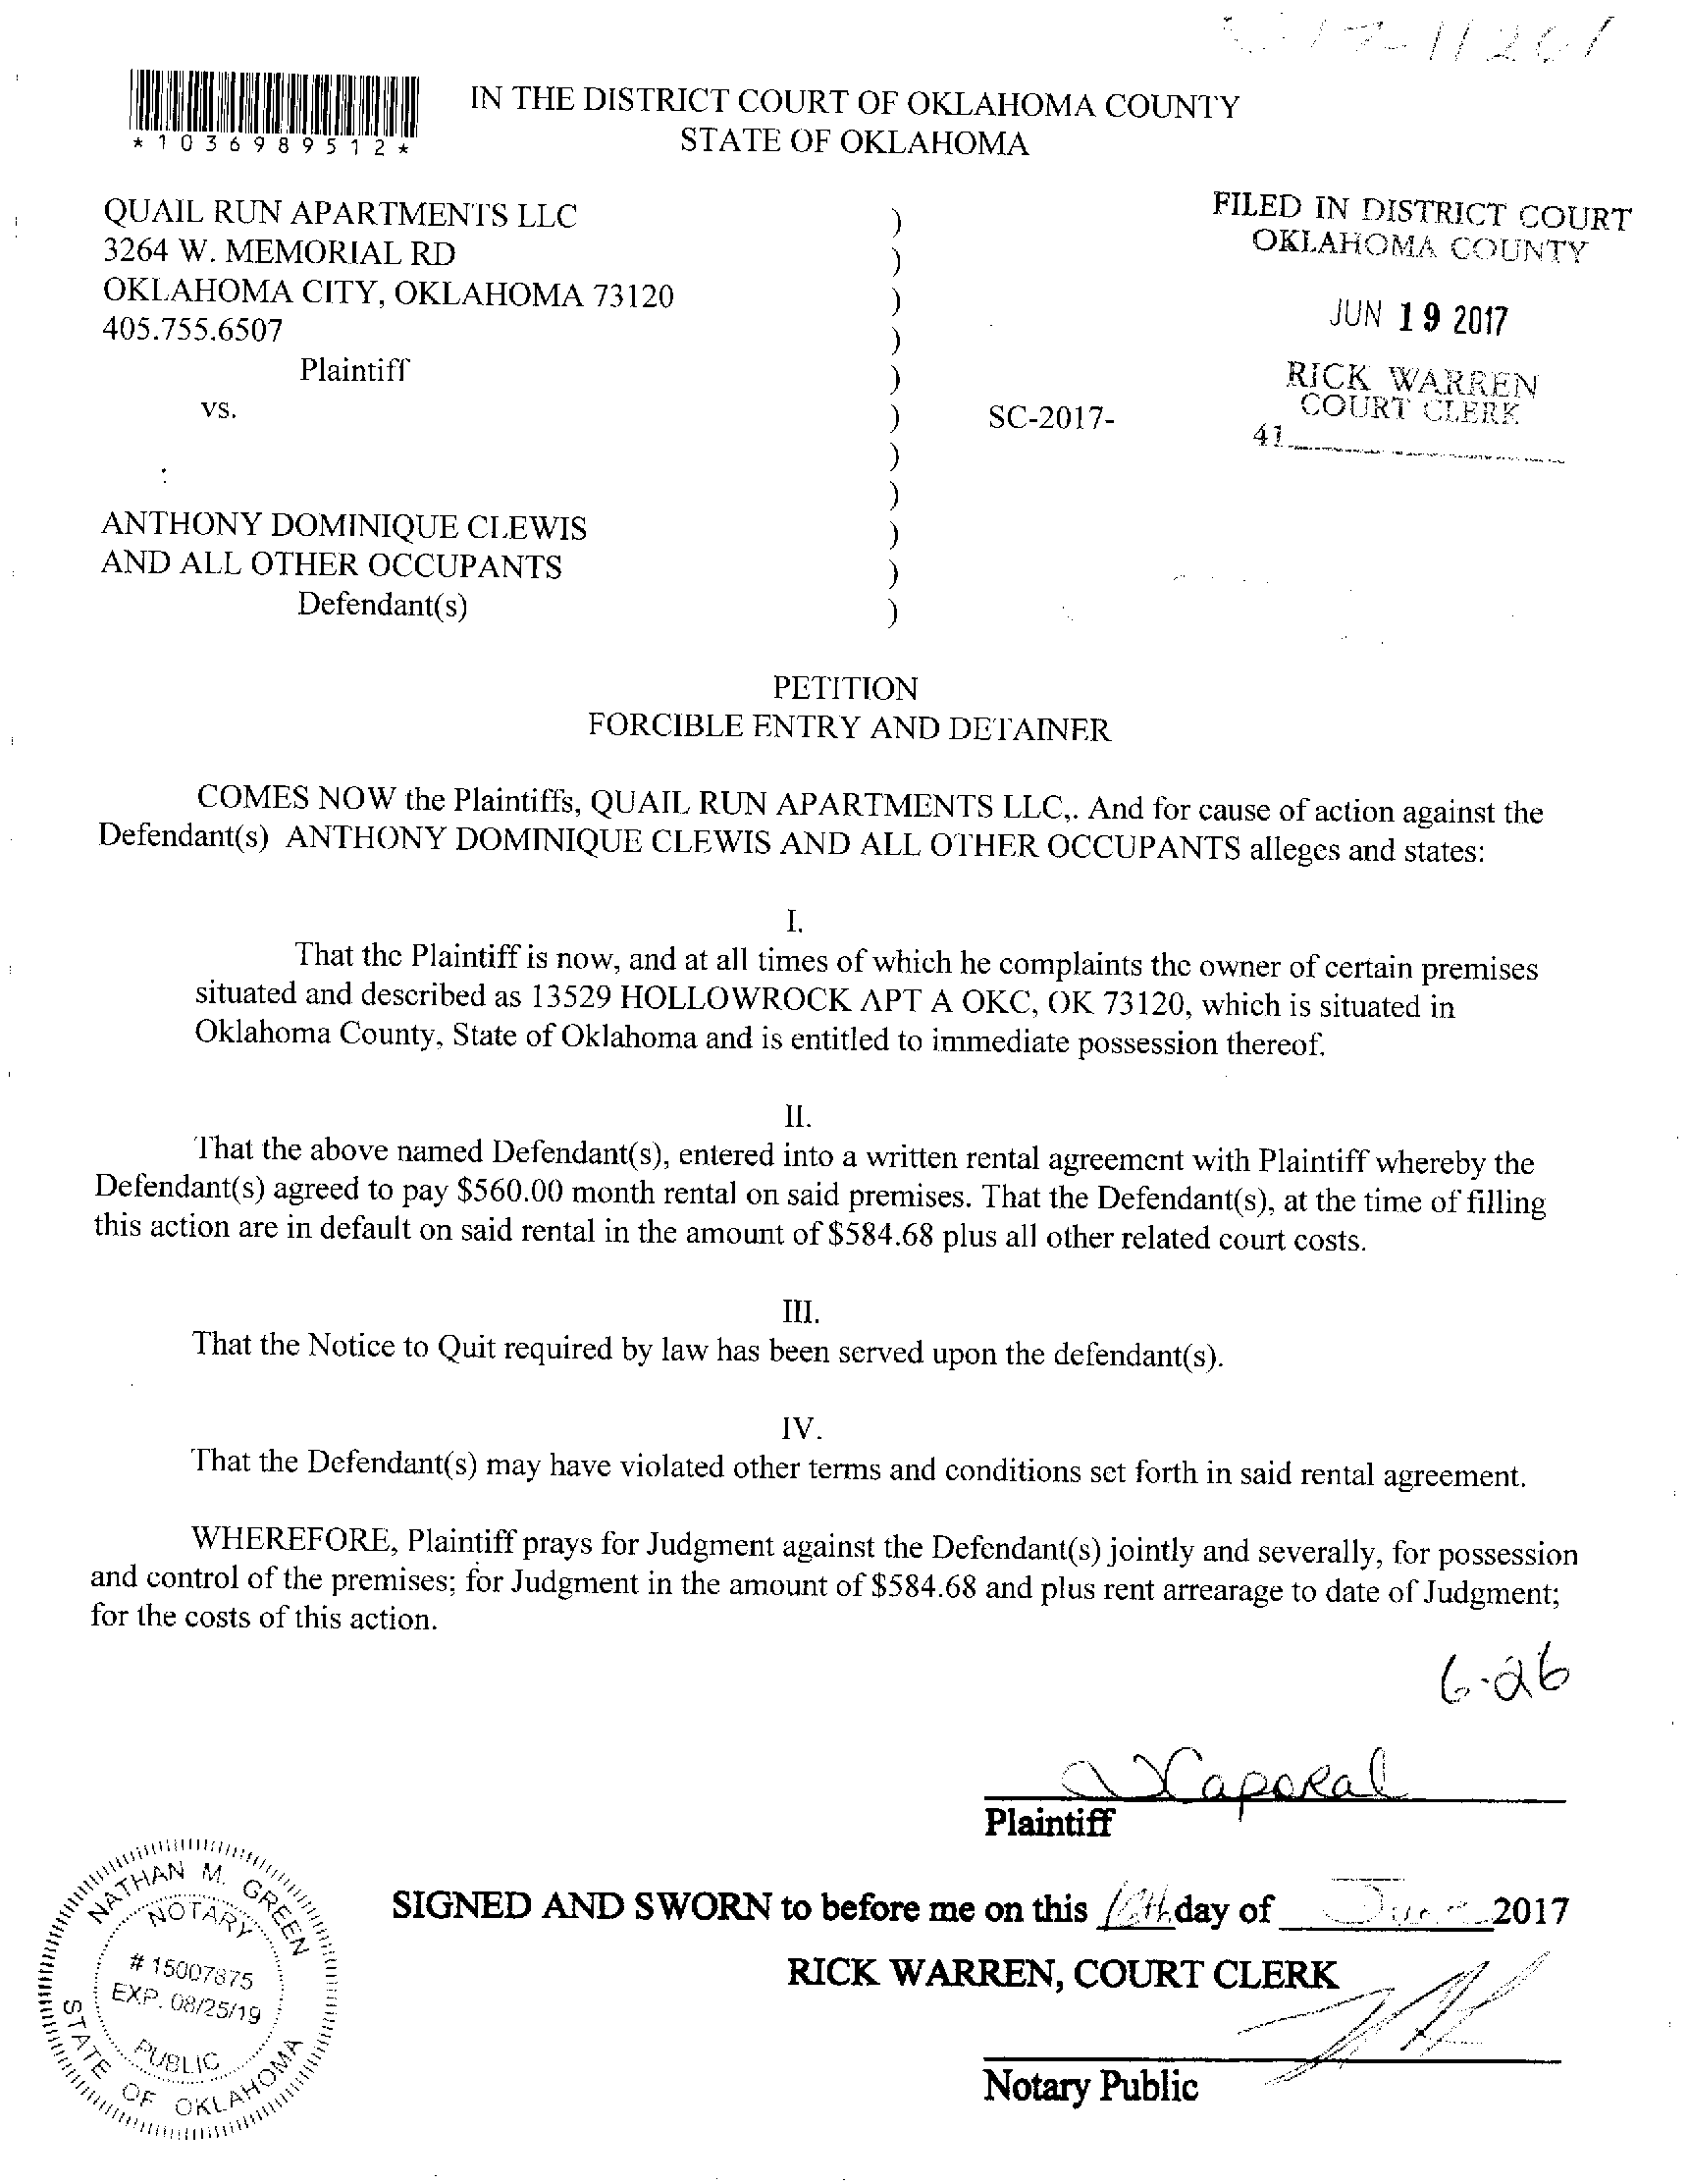 17-11261
*1036989512*
IN THE DISTRICT COURT OF OKLAHOMA COUNTY
STATE OF OKLAHOMA
QUAIL RUN APARTMENTS LLC
3264 W. MEMORIAL RD
OKLAHOMA CITY, OKLAHOMA 73120
405.755.6507
Plaintiff
vs.
FILED IN DISTRICT COURT
OKLAHOMA COUNTY
JUN 19 2017
RICK WARREN
COURT CLERK
41
SC-2017-
ANTHONY DOMINIQUE CLEWIS
AND ALL OTHER OCCUPANTS
Defendant(s)
PETITION
FORCIBLE ENTRY AND DETAINER
COMES NOW the Plaintiffs, QUAIL RUN APARTMENTS LLC,. And for cause of action against the
Defendant(s) ANTHONY DOMINIQUE CLEWIS AND ALL OTHER OCCUPANTS alleges and states:
I.
That the Plaintiff is now, and at all times of which he complaints the owner of certain premises
situated and described as 13529 HOLLOWROCK APT A OKC, OK 73120, which is situated in
Oklahoma County, State of Oklahoma and is entitled to immediate possession thereof.
II.
That the above named Defendant(s), entered into a written rental agreement with Plaintiff whereby the
Defendant(s) agreed to pay $560.00 month rental on said premises. That the Defendant(s), at the time of filling
this action are in default on said rental in the amount of $584.68 plus all other related court costs.
III.
That the Notice to Quit required by law has been served upon the defendant(s).
IV.
That the Defendant(s) may have violated other terms and conditions set forth in said rental agreement.
WHEREFORE, Plaintiff prays for Judgment against the Defendant(s) jointly and severally, for possession
and control of the premises; for Judgment in the amount of $584.68 and plus rent arrearage to date of Judgment;
for the costs of this action.
6-26
Plaintiff
SIGNED AND SWORN to before me on this day of June 2017
RICK WARREN, COURT CLERK
Notary Public
NATHAN M. GREEN
NOTARY
# 15007875
EXP. 08/25/19
PUBLIC
STATE OF OKLAHOMA